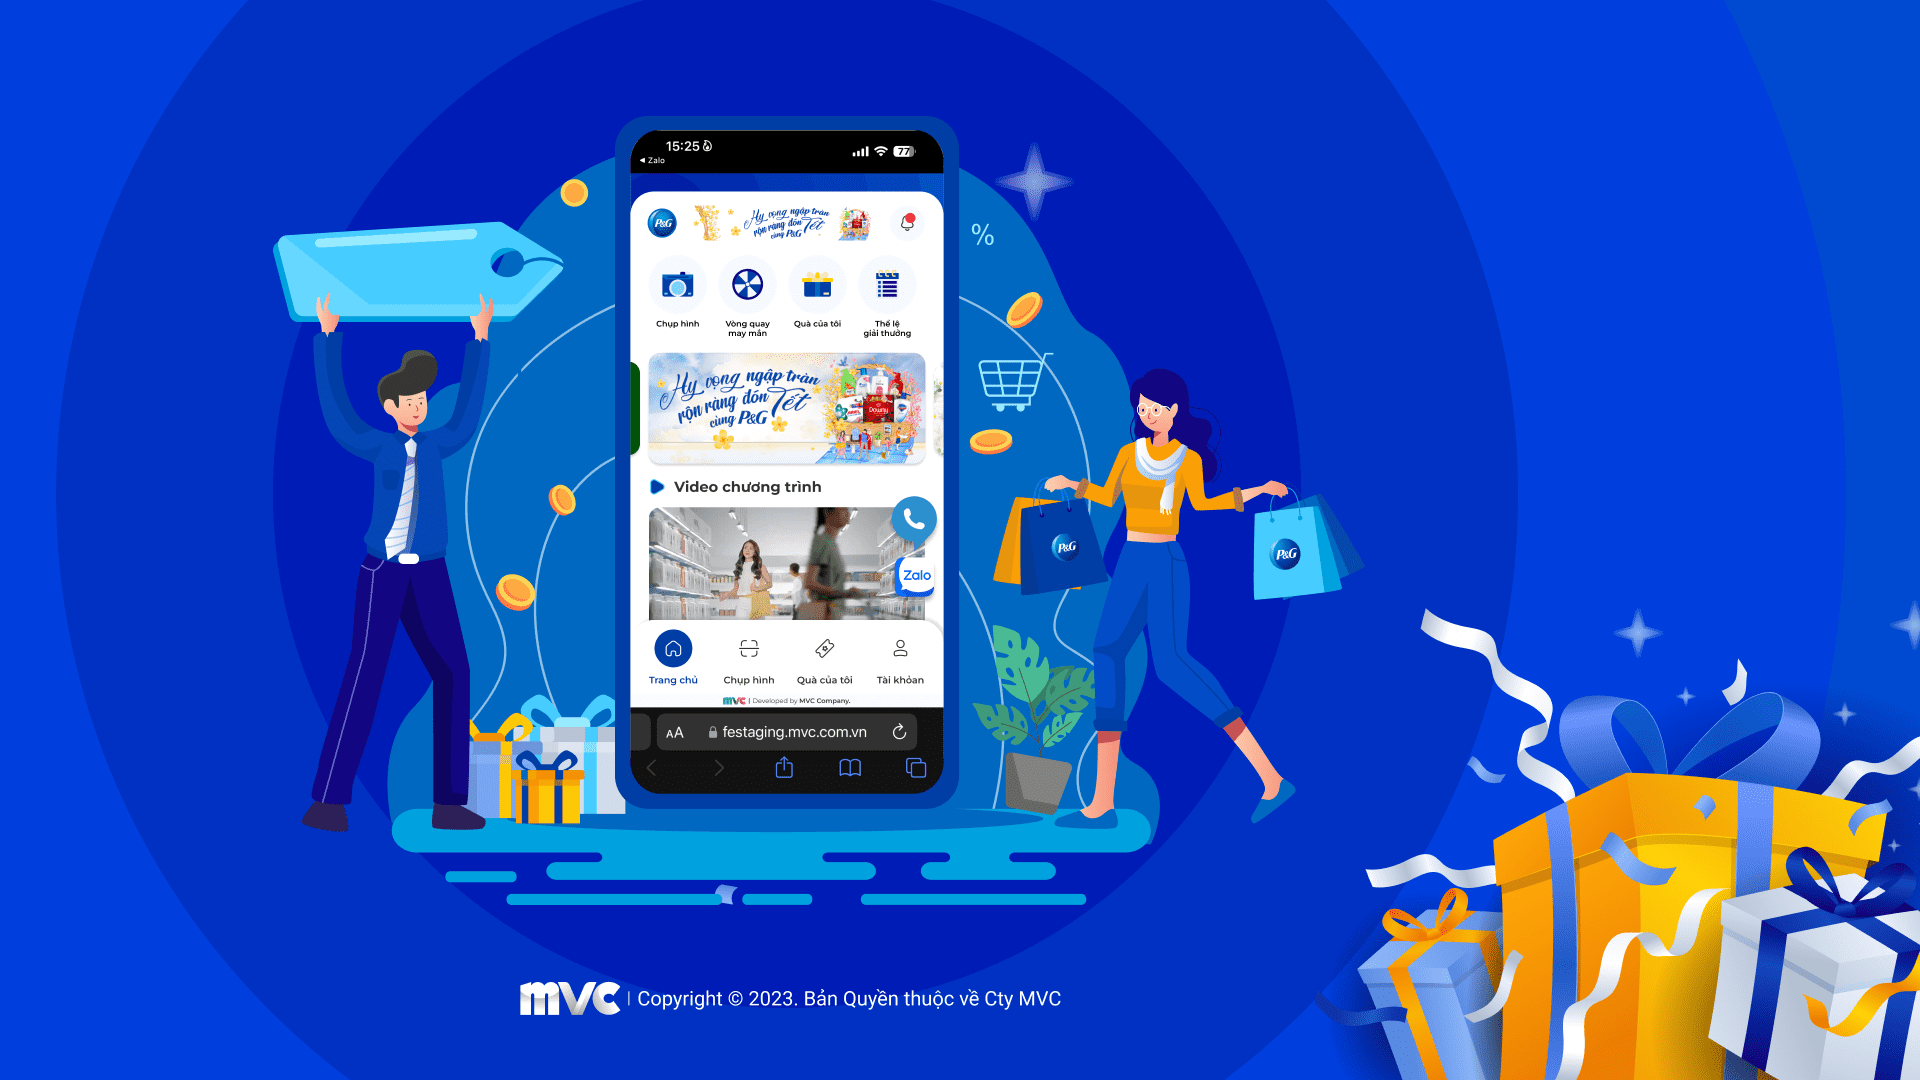 15:25
◄ Zalo
77
P&G
Hy vọng ngập tràn
rộn ràng đón Tết
cùng P&G
Chụp hình
Vòng quay
may mắn
Quà của tôi
Thể lệ
giải thưởng
Hy vọng ngập tràn
rộn ràng đón Tết
cùng P&G
Downy
Video chương trình
Zalo
Trang chủ
Chụp hình
Quà của tôi
Tài khoản
mvc | Developed by MVC Company.
AA festaging.mvc.com.vn
%
P&G
P&G
mvc | Copyright © 2023. Bản Quyền thuộc về Cty MVC